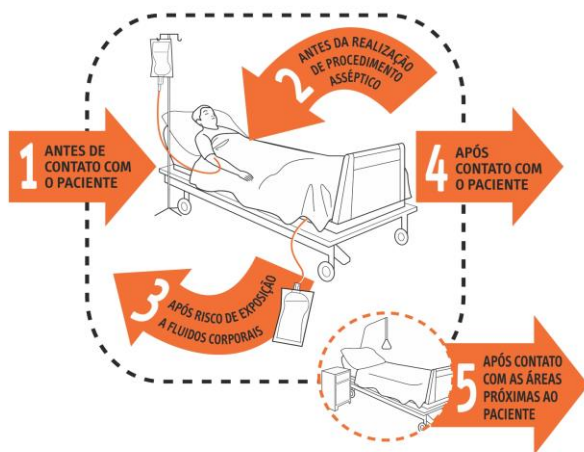 1 ANTES DE
CONTATO COM
O PACIENTE
2 ANTES DA REALIZAÇÃO
DE PROCEDIMENTO
ASSÉPTICO
3 APÓS RISCO DE EXPOSIÇÃO
A FLUIDOS CORPORAIS
4 APÓS
CONTATO COM
O PACIENTE
5 APÓS CONTATO
COM AS ÁREAS
PRÓXIMAS AO
PACIENTE